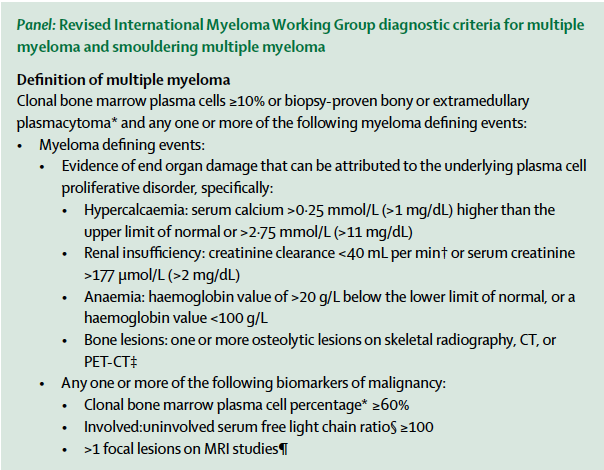 Panel: Revised International Myeloma Working Group diagnostic criteria for multiple
myeloma and smouldering multiple myeloma
Definition of multiple myeloma
Clonal bone marrow plasma cells ≥10% or biopsy-proven bony or extramedullary
plasmacytoma* and any one or more of the following myeloma defining events:
• Myeloma defining events:
• Evidence of end organ damage that can be attributed to the underlying plasma cell
proliferative disorder, specifically:
• Hypercalcaemia: serum calcium >0·25 mmol/L (>1 mg/dL) higher than the
upper limit of normal or >2·75 mmol/L (>11 mg/dL)
• Renal insufficiency: creatinine clearance <40 mL per min† or serum creatinine
>177 μmol/L (>2 mg/dL)
• Anaemia: haemoglobin value of >20 g/L below the lower limit of normal, or a
haemoglobin value <100 g/L
• Bone lesions: one or more osteolytic lesions on skeletal radiography, CT, or
PET-CT‡
• Any one or more of the following biomarkers of malignancy:
• Clonal bone marrow plasma cell percentage* ≥60%
• Involved:uninvolved serum free light chain ratio§ ≥100
• >1 focal lesions on MRI studies¶